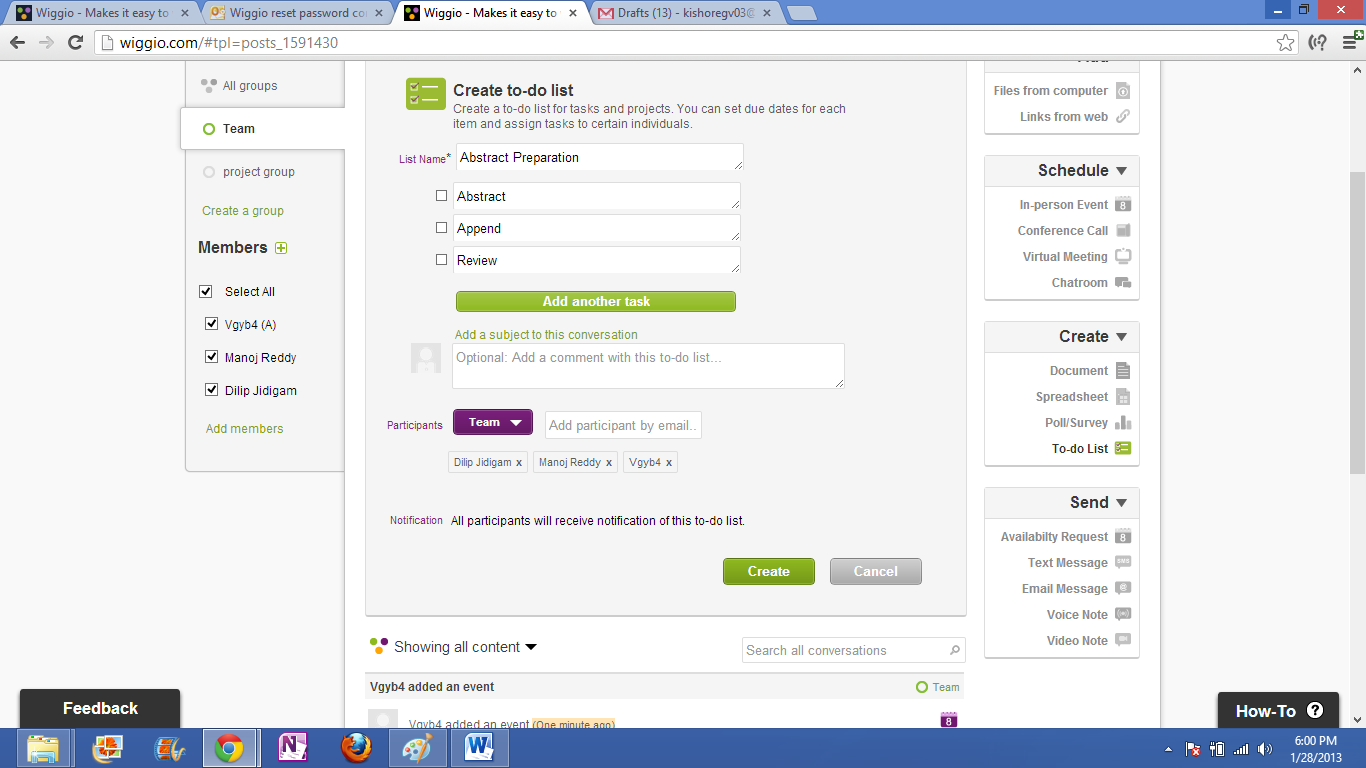 Wiggio - Makes it easy to
Wiggio reset password co
Wiggio - Makes it easy to
Drafts (13) - kishoregv03@
wiggio.com/#tpl=posts_1591430
All groups
Team
project group
Create a group
Members
Select All
Vgyb4 (A)
Manoj Reddy
Dilip Jidigam
Add members
Create to-do list
Create a to-do list for tasks and projects. You can set due dates for each
item and assign tasks to certain individuals.
List Name* Abstract Preparation
Abstract
Append
Review
Add another task
Add a subject to this conversation
Optional: Add a comment with this to-do list...
Participants Team Add participant by email..
Dilip Jidigam x Manoj Reddy x Vgyb4 x
Notification All participants will receive notification of this to-do list.
Create Cancel
Showing all content Search all conversations
Vgyb4 added an event Team
Vgyb4 added an event (One minute ago)
8
Add
Files from computer
Links from web
Schedule
In-person Event 8
Conference Call
Virtual Meeting
Chatroom
Create
Document
Spreadsheet
Poll/Survey
To-do List
Send
Availabilty Request 8
Text Message SMS
Email Message @
Voice Note
Video Note
Feedback
How-To ?
6:00 PM
1/28/2013